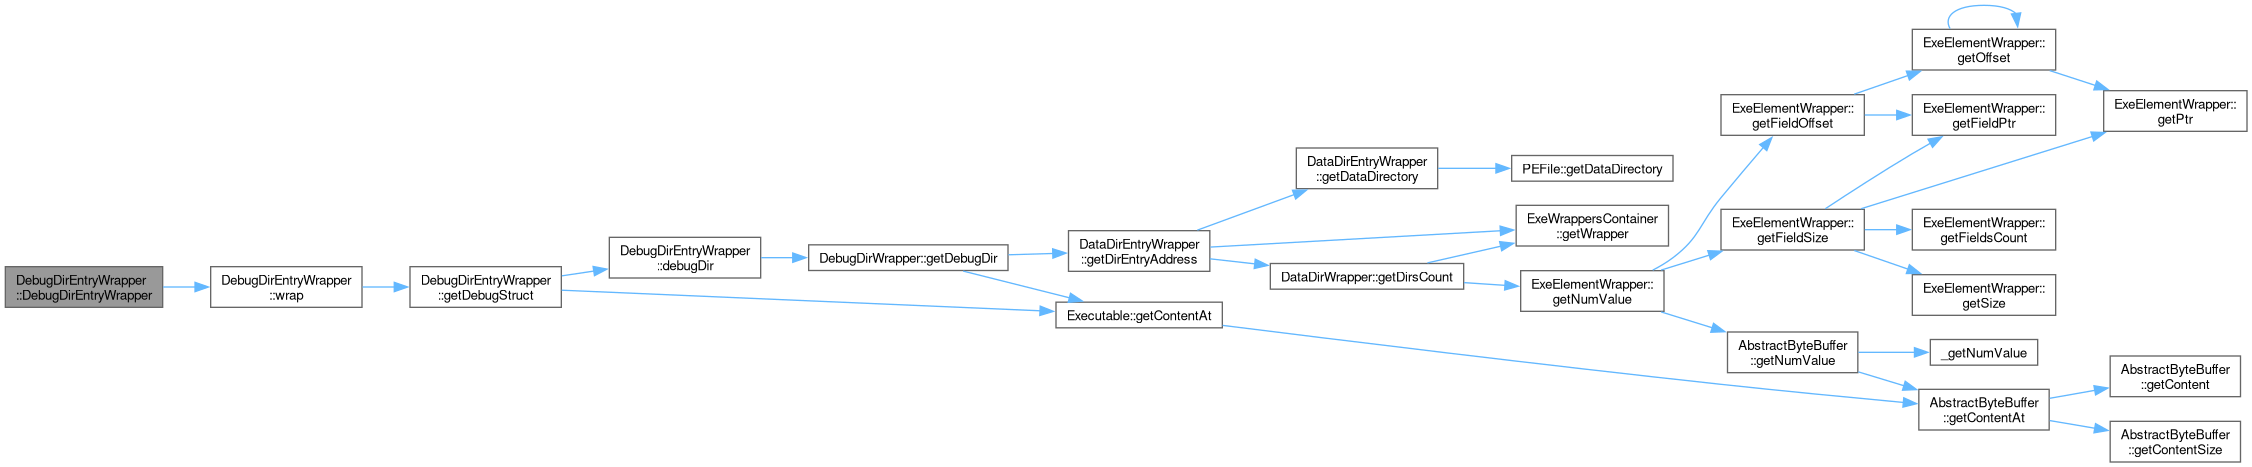 DebugDirEntryWrapper
::DebugDirEntryWrapper
DebugDirEntryWrapper
::wrap
DebugDirEntryWrapper
::getDebugStruct
DebugDirEntryWrapper
::debugDir
DebugDirWrapper::getDebugDir
DataDirEntryWrapper
::getDirEntryAddress
Executable::getContentAt
DataDirEntryWrapper
::getDataDirectory
PEFile::getDataDirectory
ExeWrappersContainer
::getWrapper
DataDirWrapper::getDirsCount
ExeElementWrapper::
getNumValue
ExeElementWrapper::
getFieldOffset
ExeElementWrapper::
getOffset
ExeElementWrapper::
getFieldPtr
ExeElementWrapper::
getPtr
ExeElementWrapper::
getFieldSize
ExeElementWrapper::
getFieldsCount
ExeElementWrapper::
getSize
AbstractByteBuffer
::getNumValue
_getNumValue
AbstractByteBuffer
::getContentAt
AbstractByteBuffer
::getContent
AbstractByteBuffer
::getContentSize